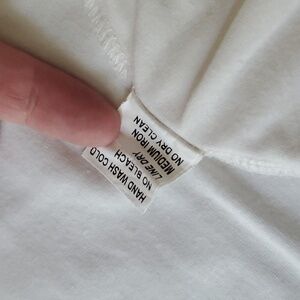 HAND WASH COLD
NO BLEACH
LINE DRY
MEDIUM IRON
NO DRY CLEAN